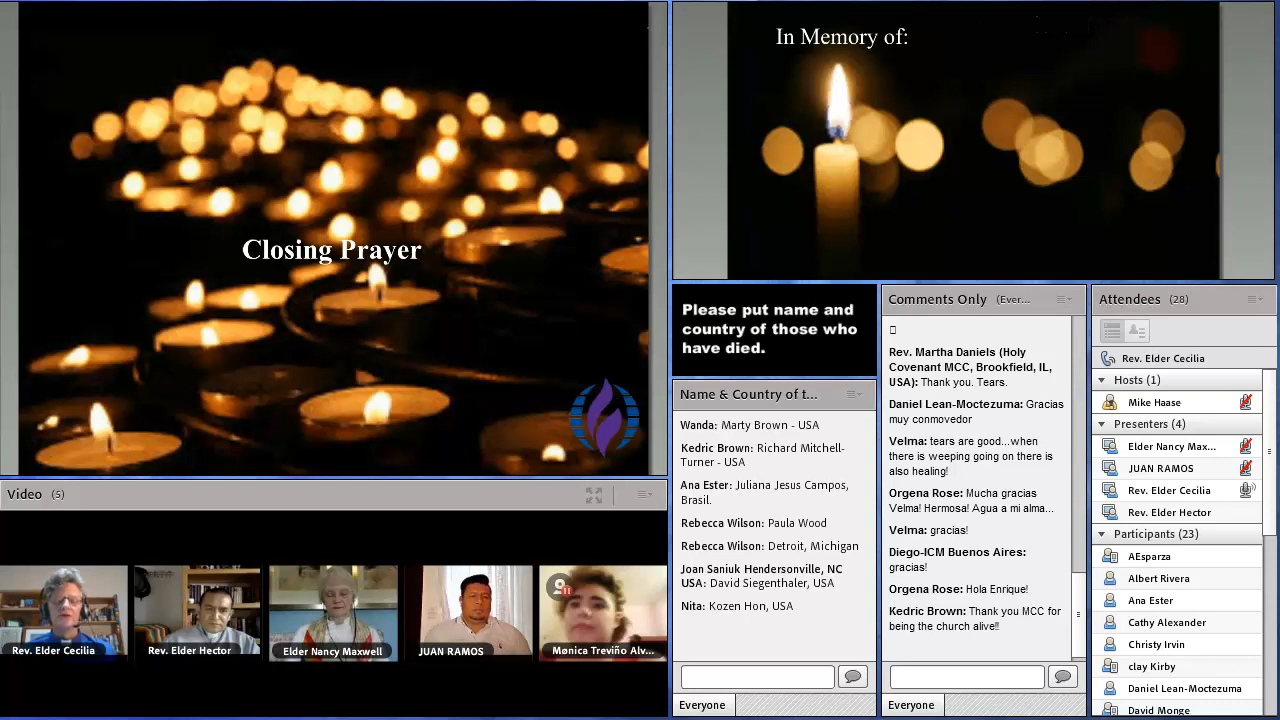 Closing Prayer
In Memory of:
Video (5)
Rev. Elder Cecilia
Rev. Elder Hector
Elder Nancy Maxwell
JUAN RAMOS
Mønica Treviño Alv...
Please put name and
country of those who
have died.
Name & Country of t...
Wanda: Marty Brown - USA
Kedric Brown: Richard Mitchell-
Turner - USA
Ana Ester: Juliana Jesus Campos,
Brasil.
Rebecca Wilson: Paula Wood
Rebecca Wilson: Detroit, Michigan
Joan Saniuk Hendersonville, NC
USA: David Siegenthaler, USA
Nita: Kozen Hon, USA
Everyone
Comments Only (Ever...
Rev. Martha Daniels (Holy
Covenant MCC, Brookfield, IL,
USA): Thank you. Tears.
Daniel Lean-Moctezuma: Gracias
muy conmovedor
Velma: tears are good...when
there is weeping going on there is
also healing!
Orgena Rose: Mucha gracias
Velma! Hermosa! Agua a mi alma...
Velma: gracias!
Diego-ICM Buenos Aires:
gracias!
Orgena Rose: Hola Enrique!
Kedric Brown: Thank you MCC for
being the church alive!!
Everyone
Attendees (28)
Rev. Elder Cecilia
Hosts (1)
Mike Haase
Presenters (4)
Elder Nancy Max...
JUAN RAMOS
Rev. Elder Cecilia
Rev. Elder Hector
Participants (23)
AEsparza
Albert Rivera
Ana Ester
Cathy Alexander
Christy Irvin
clay Kirby
Daniel Lean-Moctezuma
David Monge